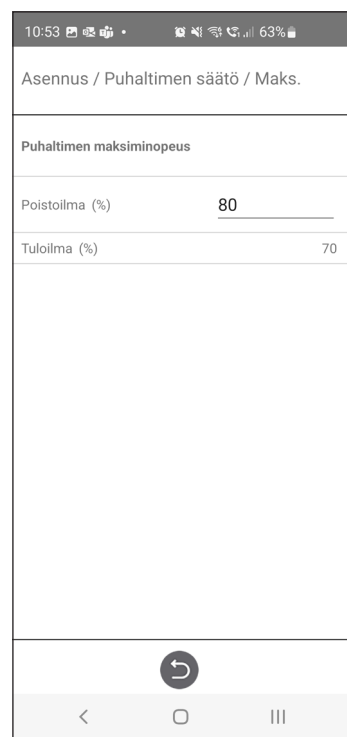 10:53 63%
Asennus / Puhaltimen säätö / Maks.
Puhaltimen maksiminopeus
Poistoilma (%) 80
Tuloilma (%) 70